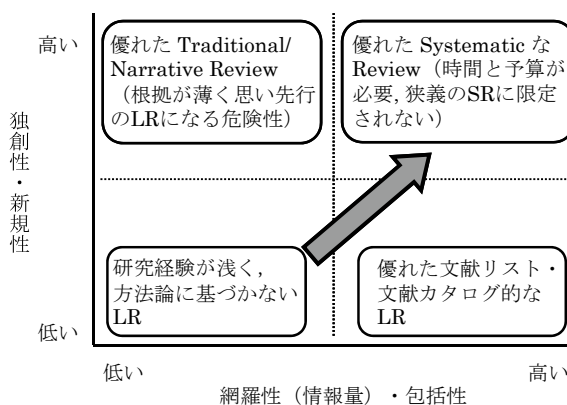 高い
優れた Traditional/
Narrative Review
（根拠が薄く思い先行
のLRになる危険性）
優れた Systematic な
Review（時間と予算が
必要, 狭義のSRに限定
されない）
独創性・新規性
研究経験が浅く，
方法論に基づかない
LR
優れた文献リスト・
文献カタログ的な
LR
低い
低い
高い
網羅性（情報量）・包括性